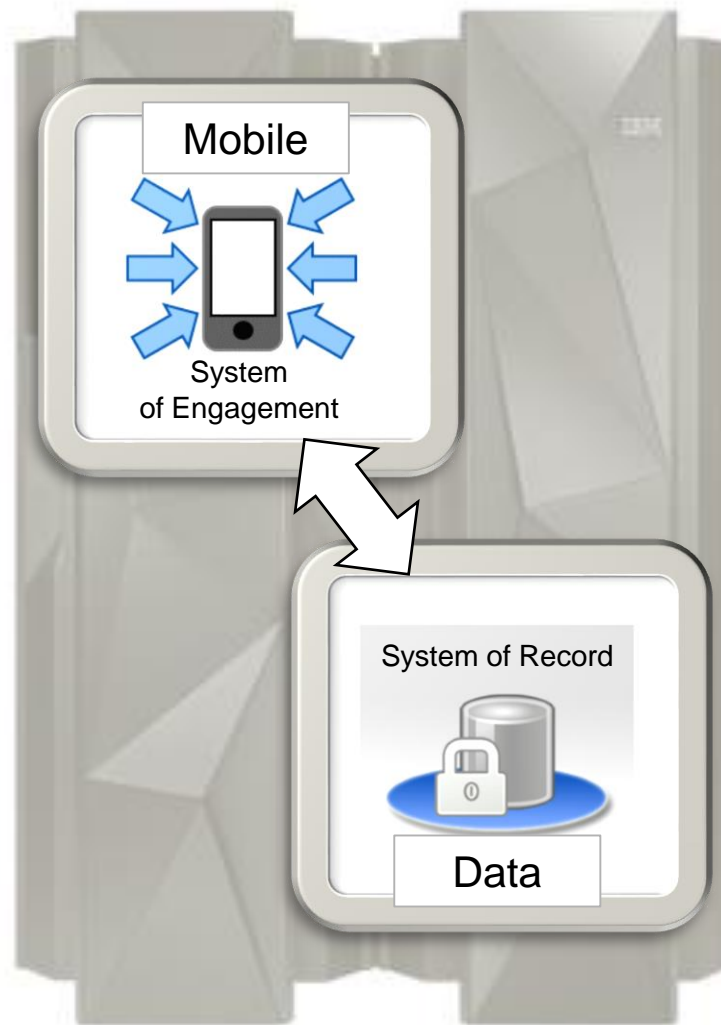 IBM
Mobile
System
of Engagement
System of Record
Data